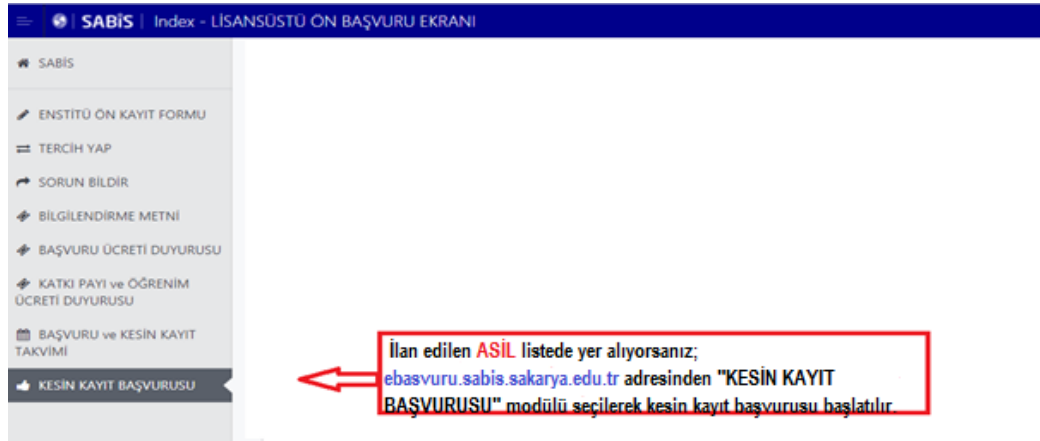 SABİS | Index - LİSANSÜSTÜ ÖN BAŞVURU EKRANI
SABİS
ENSTİTÜ ÖN KAYIT FORMU
TERCİH YAP
SORUN BİLDİR
BİLGİLENDİRME METNİ
BAŞVURU ÜCRETİ DUYURUSU
KATKI PAYI ve ÖĞRENİM
ÜCRETİ DUYURUSU
BAŞVURU ve KESİN KAYIT
TAKVİMİ
KESİN KAYIT BAŞVURUSU
İlan edilen ASİL listede yer alıyorsanız;
ebasvuru.sabis.sakarya.edu.tr adresinden "KESİN KAYIT
BAŞVURUSU" modülü seçilerek kesin kayıt başvurusu başlatılır.